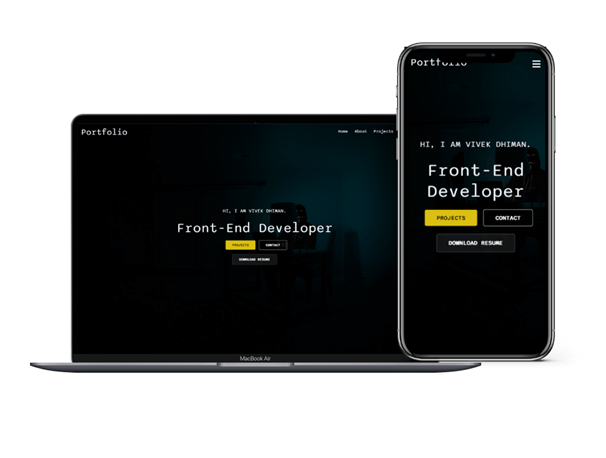 Portfolio
Home About Projects
HI, I AM VIVEK DHIMAN.
Front-End Developer
PROJECTS CONTACT
DOWNLOAD RESUME
MacBook Air
Portfolio
HI, I AM VIVEK DHIMAN.
Front-End
Developer
PROJECTS CONTACT
DOWNLOAD RESUME